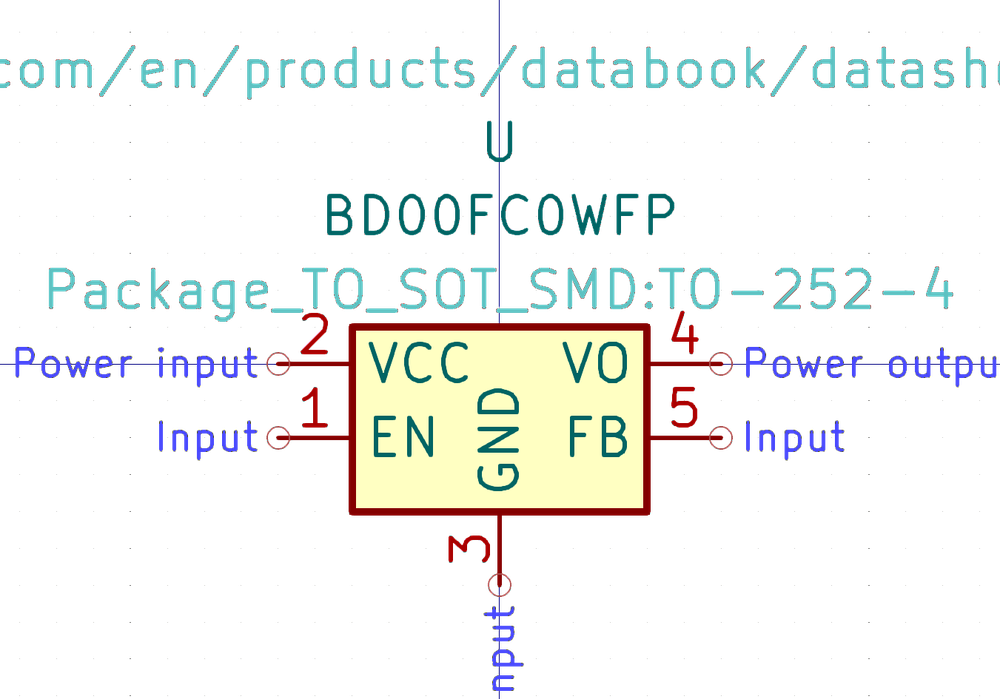 com/en/products/databook/datashe
U
BD00FC0WFP
Package_TO_SOT_SMD:TO-252-4
2 4
Power input VCC VO Power outpu
1 5
Input EN GND FB Input
3
nput